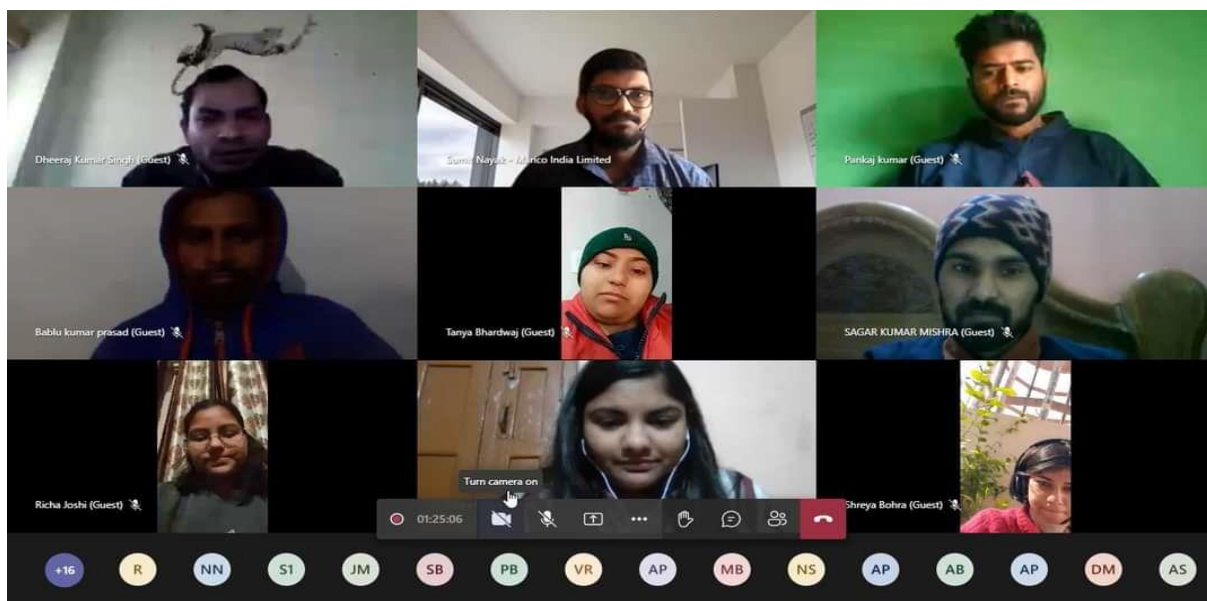 Dheeraj Kumar Singh (Guest)
Sumit Nayak - Marico India Limited
Pankaj kumar (Guest)
Bablu kumar prasad (Guest)
Tanya Bhardwaj (Guest)
SAGAR KUMAR MISHRA (Guest)
Richa Joshi (Guest)
Turn camera on
Shreya Bohra (Guest)
01:25:06
+16 R NN S1 JM SB PB VR AP MB NS AP AB AP DM AS